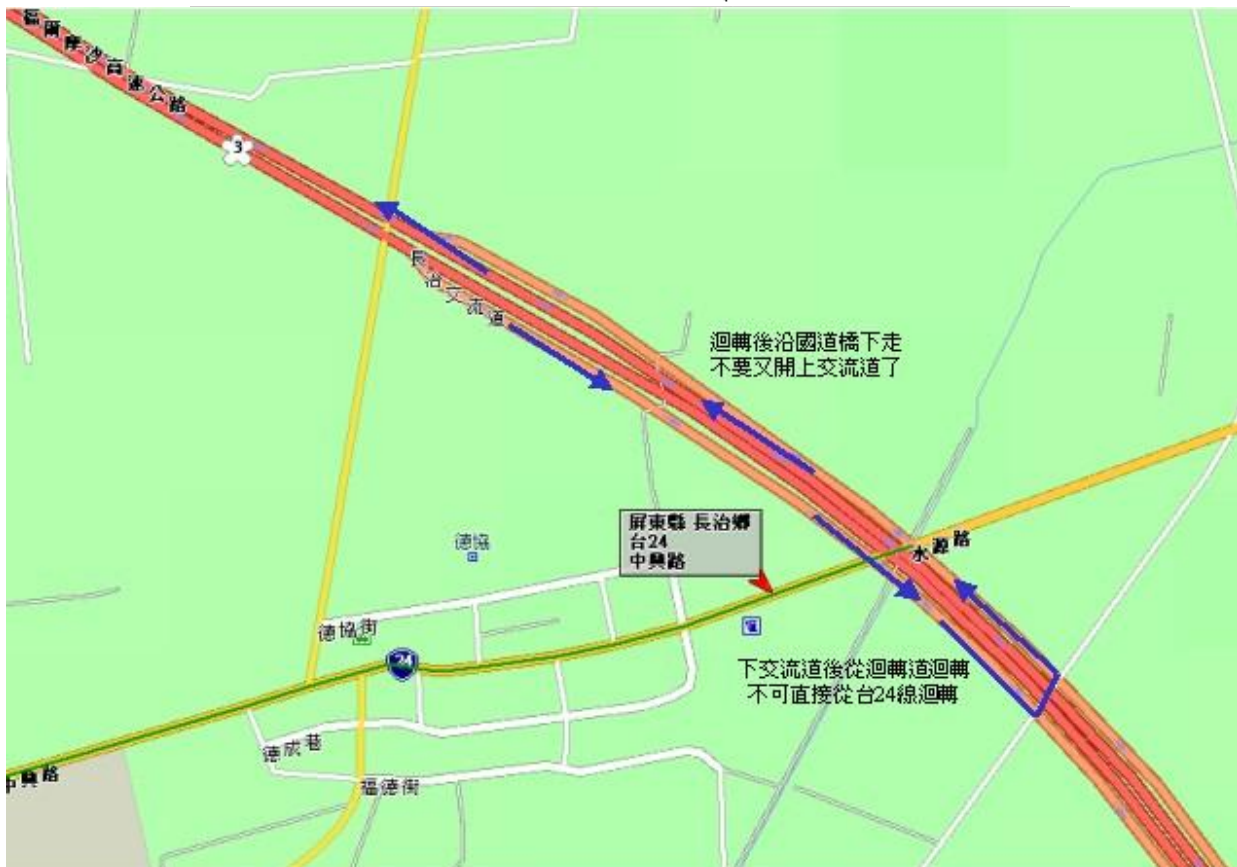 福爾摩沙高速公路
3
長治交流道
迴轉後沿國道橋下走
不要又開上交流道了
屏東縣 長治鄉
台24
中興路
水源路
德協
德協街
24
下交流道後從迴轉道迴轉
不可直接從台24線迴轉
德成巷
中興路
福德街